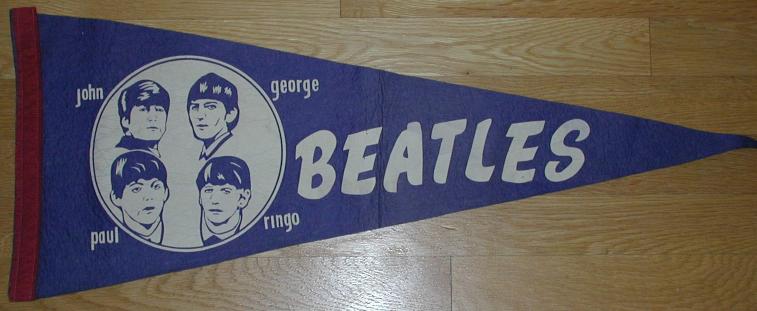 john
george
BEATLES
paul
ringo